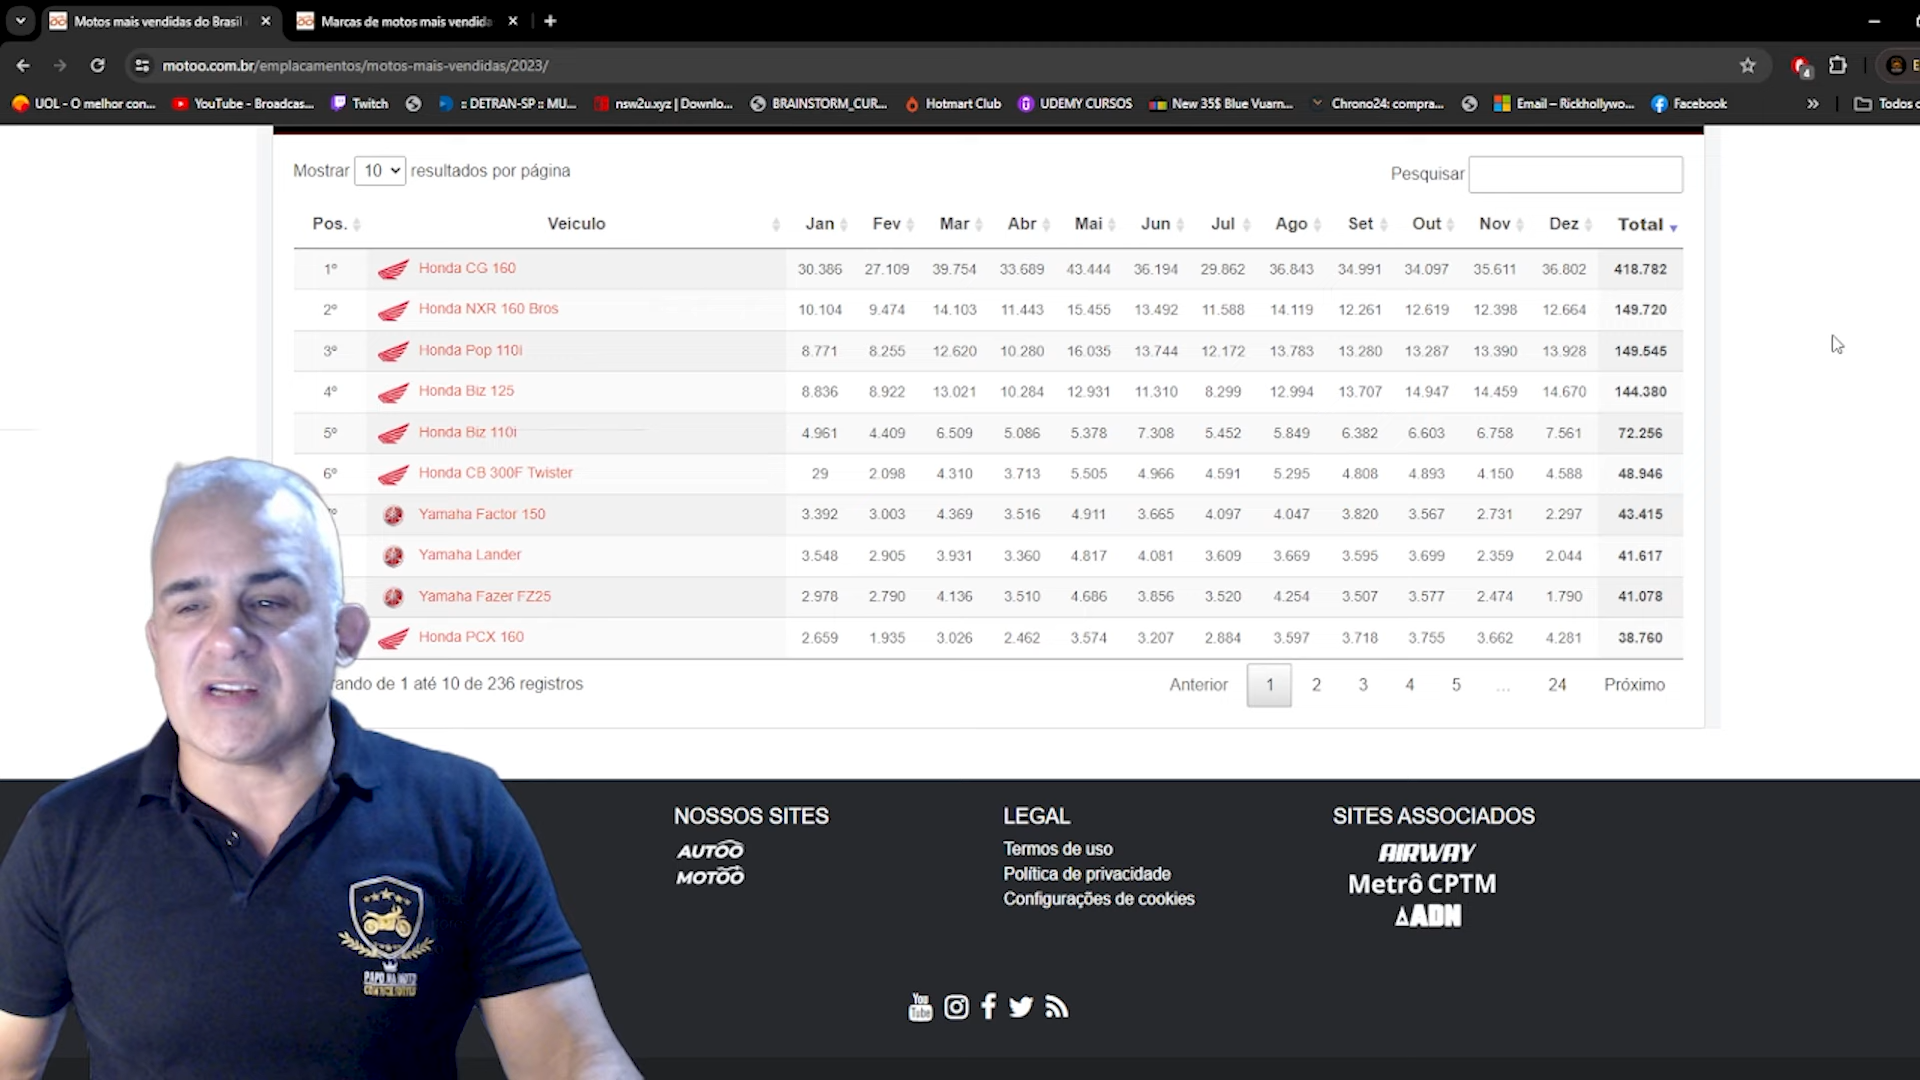 Motos mais vendidas do Brasil
Marcas de motos mais vendida
motoo.com.br/emplacamentos/motos-mais-vendidas/2023/
4
UOL - O melhor con...
YouTube - Broadcas...
Twitch
:: DETRAN-SP :: MU...
nsw2u.xyz | Downlo...
BRAINSTORM_CUR...
Hotmart Club
UDEMY CURSOS
New 35$ Blue Vuarn...
Chrono24: compra...
Email – Rickhollywo...
Facebook
»
Todos o
Mostrar 10 resultados por página
Pesquisar
Pos. Veiculo Jan Fev Mar Abr Mai Jun Jul Ago Set Out Nov Dez Total
1º Honda CG 160 30.386 27.109 39.754 33.689 43.444 36.194 29.862 36.843 34.991 34.097 35.611 36.802 418.782
2º Honda NXR 160 Bros 10.104 9.474 14.103 11.443 15.455 13.492 11.588 14.119 12.261 12.619 12.398 12.664 149.720
3º Honda Pop 110i 8.771 8.255 12.620 10.280 16.035 13.744 12.172 13.783 13.280 13.287 13.390 13.928 149.545
4º Honda Biz 125 8.836 8.922 13.021 10.284 12.931 11.310 8.299 12.994 13.707 14.947 14.459 14.670 144.380
5º Honda Biz 110i 4.961 4.409 6.509 5.086 5.378 7.308 5.452 5.849 6.382 6.603 6.758 7.561 72.256
6º Honda CB 300F Twister 29 2.098 4.310 3.713 5.505 4.966 4.591 5.295 4.808 4.893 4.150 4.588 48.946
Yamaha Factor 150 3.392 3.003 4.369 3.516 4.911 3.665 4.097 4.047 3.820 3.567 2.731 2.297 43.415
Yamaha Lander 3.548 2.905 3.931 3.360 4.817 4.081 3.609 3.669 3.595 3.699 2.359 2.044 41.617
Yamaha Fazer FZ25 2.978 2.790 4.136 3.510 4.686 3.856 3.520 4.254 3.507 3.577 2.474 1.790 41.078
Honda PCX 160 2.659 1.935 3.026 2.462 3.574 3.207 2.884 3.597 3.718 3.755 3.662 4.281 38.760
rando de 1 até 10 de 236 registros
Anterior 1 2 3 4 5 ... 24 Próximo
NOSSOS SITES
AUTOO
MOTOO
LEGAL
Termos de uso
Política de privacidade
Configurações de cookies
SITES ASSOCIADOS
AIRWAY
Metrô CPTM
ADN
You Tube
PAPO NA MOTO